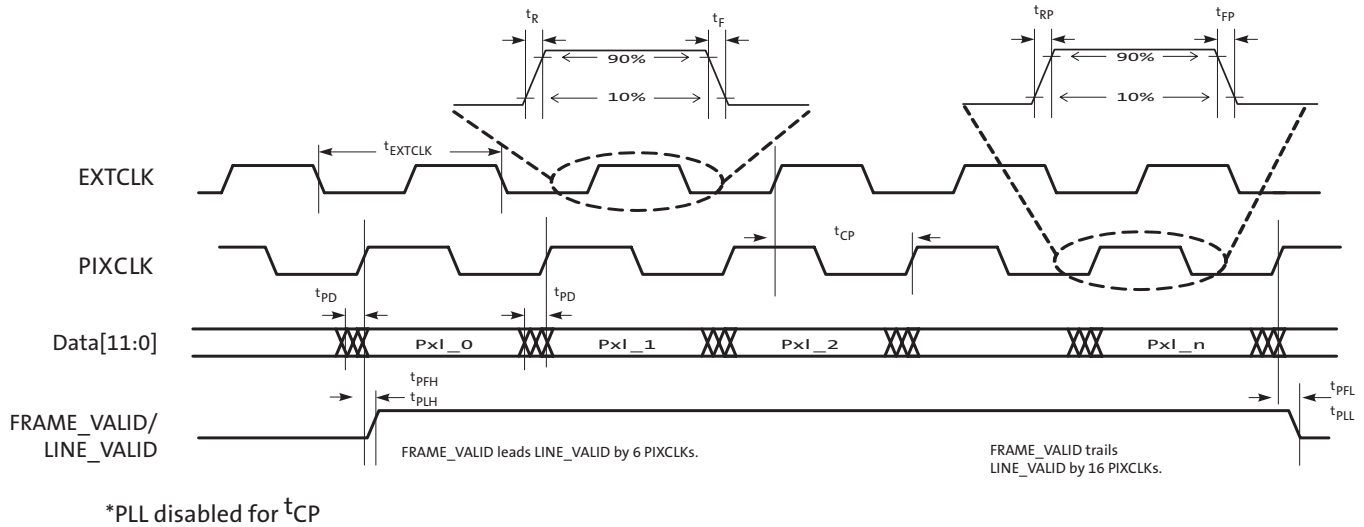 tR
tF
tRP
tFP
90%
90%
10%
10%
tEXTCLK
EXTCLK
tCP
PIXCLK
tPD
tPD
Data[11:0]
Pxl_0
Pxl_1
Pxl_2
Pxl_n
tPFH
tPLH
tPFL
tPLL
FRAME_VALID/
LINE_VALID
FRAME_VALID leads LINE_VALID by 6 PIXCLKs.
FRAME_VALID trails
LINE_VALID by 16 PIXCLKs.
*PLL disabled for tCP